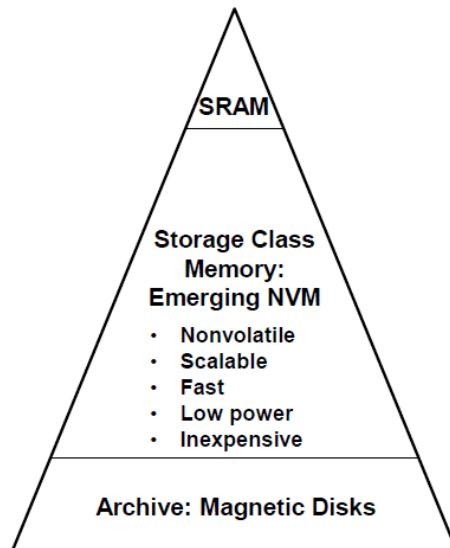 SRAM
Storage Class
Memory:
Emerging NVM
• Nonvolatile
• Scalable
• Fast
• Low power
• Inexpensive
Archive: Magnetic Disks